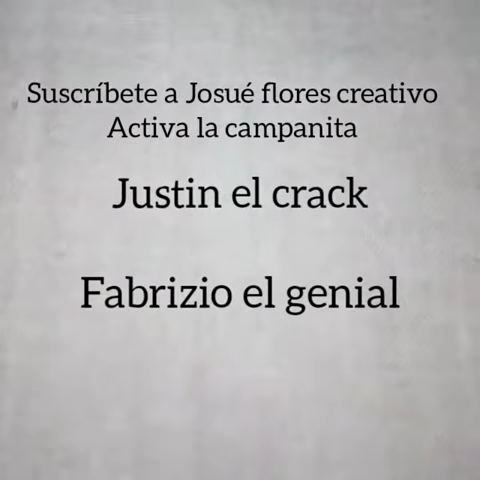 Suscríbete a Josué flores creativo
Activa la campanita
Justin el crack
Fabrizio el genial